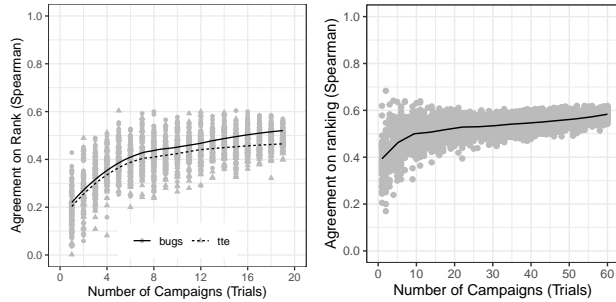 Agreement on Rank (Spearman)
1.0
0.8
0.6
0.4
0.2
0.0
bugs tte
0 4 8 12 16 20
Number of Campaigns (Trials)
Agreement on ranking (Spearman)
1.0
0.8
0.6
0.4
0.2
0.0
0 10 20 30 40 50 60
Number of Campaigns (Trials)